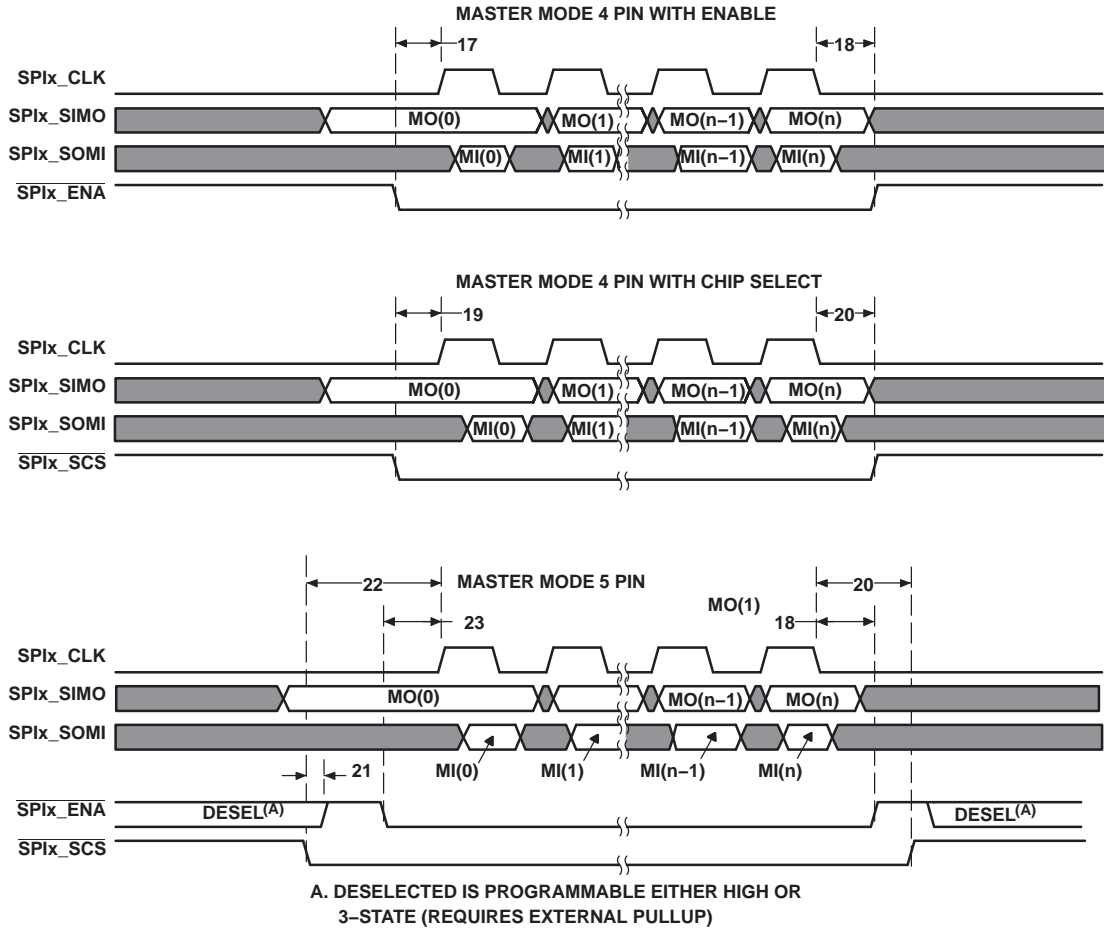 MASTER MODE 4 PIN WITH ENABLE
17
18
SPIx_CLK
SPIx_SIMO
MO(0)
MO(1)
MO(n−1)
MO(n)
SPIx_SOMI
MI(0)
MI(1)
MI(n−1)
MI(n)
SPIx_ENA
MASTER MODE 4 PIN WITH CHIP SELECT
19
20
SPIx_CLK
SPIx_SIMO
MO(0)
MO(1)
MO(n−1)
MO(n)
SPIx_SOMI
MI(0)
MI(1)
MI(n−1)
MI(n)
SPIx_SCS
22
MASTER MODE 5 PIN
20
MO(1)
23
18
SPIx_CLK
SPIx_SIMO
MO(0)
MO(n−1)
MO(n)
SPIx_SOMI
MI(0)
MI(1)
MI(n−1)
MI(n)
21
SPIx_ENA
DESEL(A)
DESEL(A)
SPIx_SCS
A. DESELECTED IS PROGRAMMABLE EITHER HIGH OR
3−STATE (REQUIRES EXTERNAL PULLUP)